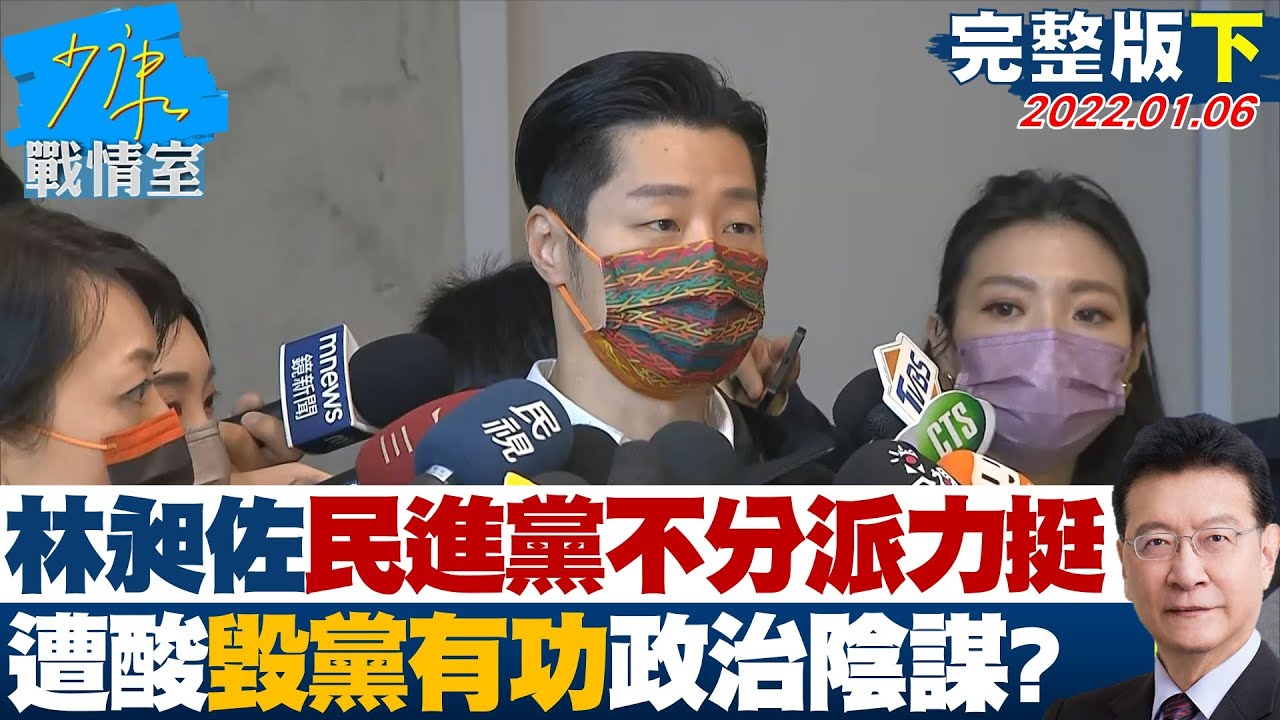 少康
戰情室
完整版下
2022.01.06
mnews
鏡新聞
三
民視
TVBS
CTS
林昶佐民進黨不分派力挺
遭酸毀黨有功政治陰謀?